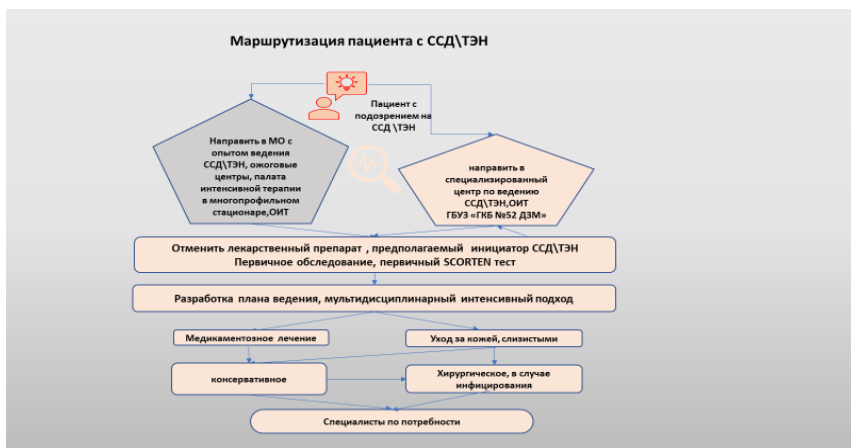 Маршрутизация пациента с ССД\ТЭН
Пациент с
подозрением на
ССД \ТЭН
Направить в МО с
опытом ведения
ССД\ТЭН, ожоговые
центры, палата
интенсивной терапии
в многопрофильном
стационаре,ОИТ
направить в
специализированный
центр по ведению
ССД\ТЭН,ОИТ
ГБУЗ «ГКБ №52 ДЗМ»
Отменить лекарственный препарат , предполагаемый инициатор ССД\ТЭН
Первичное обследование, первичный SCORTEN тест
Разработка плана ведения, мультидисциплинарный интенсивный подход
Медикаментозное лечение
Уход за кожей, слизистыми
консервативное
Хирургическое, в случае
инфицирования
Специалисты по потребности